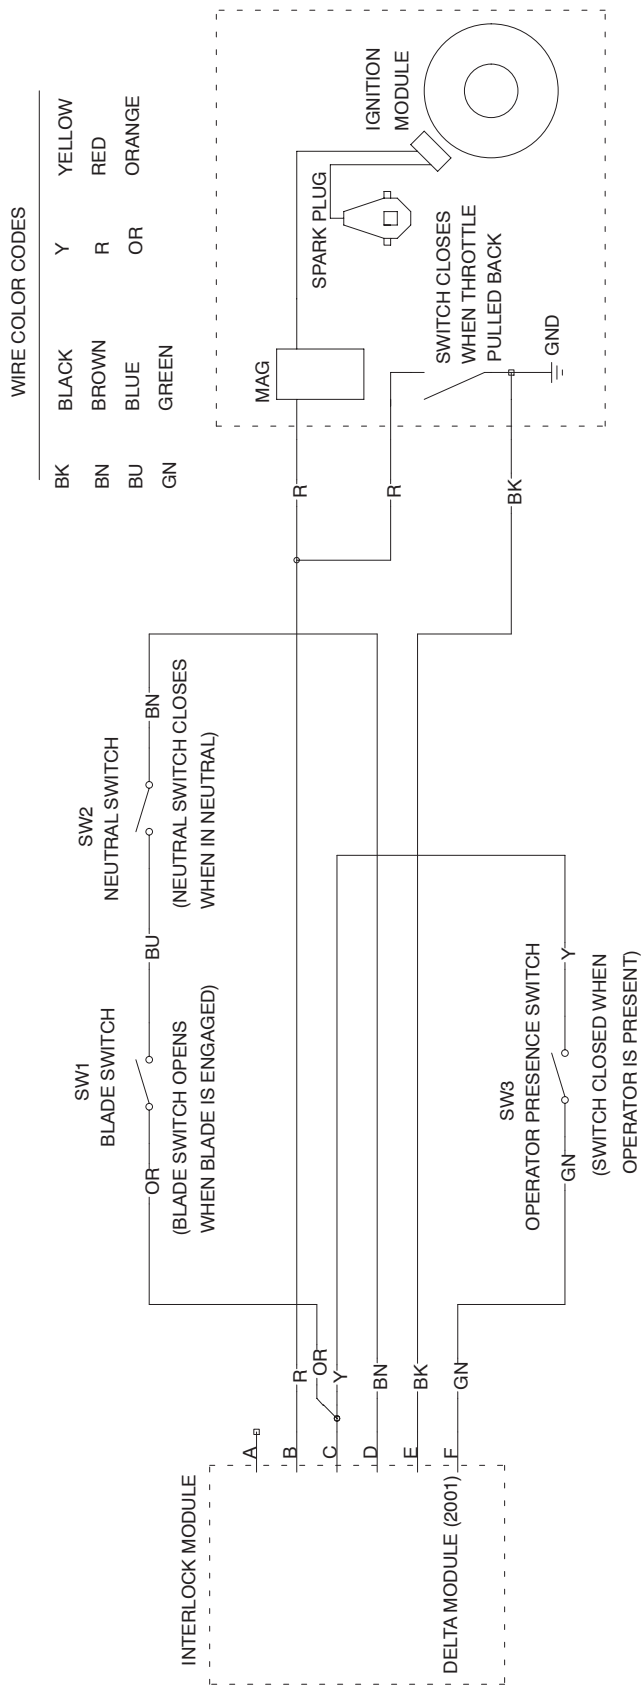 WIRE COLOR CODES
BK BLACK Y YELLOW
BN BROWN R RED
BU BLUE OR ORANGE
GN GREEN
INTERLOCK MODULE
A
B
C
D
E
F
DELTA MODULE (2001)
R
OR
Y
BN
BK
GN
OR
SW1
BLADE SWITCH
(BLADE SWITCH OPENS
WHEN BLADE IS ENGAGED)
BU
SW2
NEUTRAL SWITCH
(NEUTRAL SWITCH CLOSES
WHEN IN NEUTRAL)
BN
GN
SW3
OPERATOR PRESENCE SWITCH
(SWITCH CLOSED WHEN
OPERATOR IS PRESENT)
Y
R
R
BK
MAG
SPARK PLUG
IGNITION
MODULE
SWITCH CLOSES
WHEN THROTTLE
PULLED BACK
GND